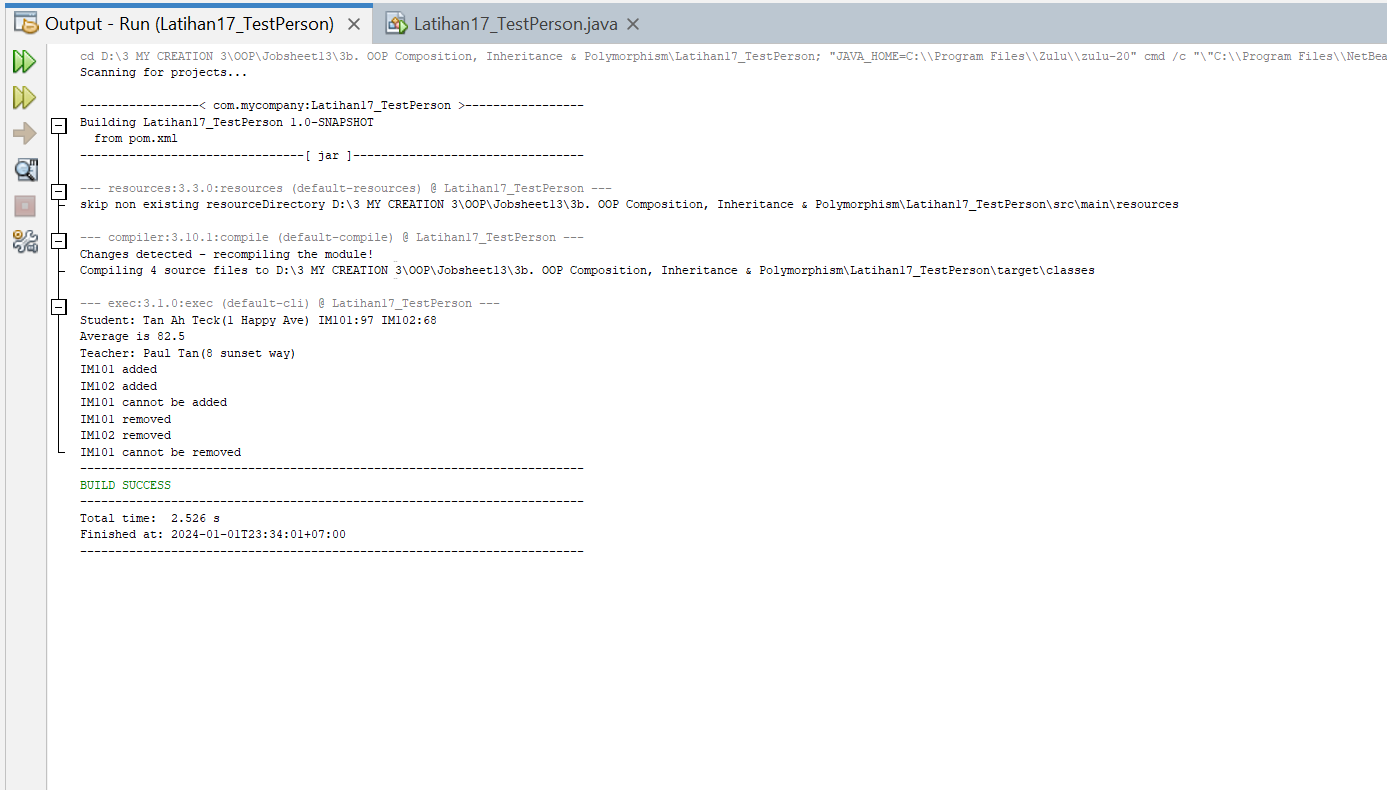 Output - Run (Latihan17_TestPerson)
Latihan17_TestPerson.java
cd D:\3 MY CREATION 3\OOP\Jobsheet13\3b. OOP Composition, Inheritance & Polymorphism\Latihan17_TestPerson; "JAVA_HOME=C:\\Program Files\\Zulu\\zulu-20" cmd /c "\"C:\\Program Files\\NetBea
Scanning for projects...
-----------------< com.mycompany:Latihan17_TestPerson >-----------------
Building Latihan17_TestPerson 1.0-SNAPSHOT
  from pom.xml
--------------------------------[ jar ]---------------------------------
--- resources:3.3.0:resources (default-resources) @ Latihan17_TestPerson ---
skip non existing resourceDirectory D:\3 MY CREATION 3\OOP\Jobsheet13\3b. OOP Composition, Inheritance & Polymorphism\Latihan17_TestPerson\src\main\resources
--- compiler:3.10.1:compile (default-compile) @ Latihan17_TestPerson ---
Changes detected - recompiling the module!
Compiling 4 source files to D:\3 MY CREATION 3\OOP\Jobsheet13\3b. OOP Composition, Inheritance & Polymorphism\Latihan17_TestPerson\target\classes
--- exec:3.1.0:exec (default-cli) @ Latihan17_TestPerson ---
Student: Tan Ah Teck(1 Happy Ave) IM101:97 IM102:68
Average is 82.5
Teacher: Paul Tan(8 sunset way)
IM101 added
IM102 added
IM101 cannot be added
IM101 removed
IM102 removed
IM101 cannot be removed
------------------------------------------------------------------------
BUILD SUCCESS
------------------------------------------------------------------------
Total time:  2.526 s
Finished at: 2024-01-01T23:34:01+07:00
------------------------------------------------------------------------